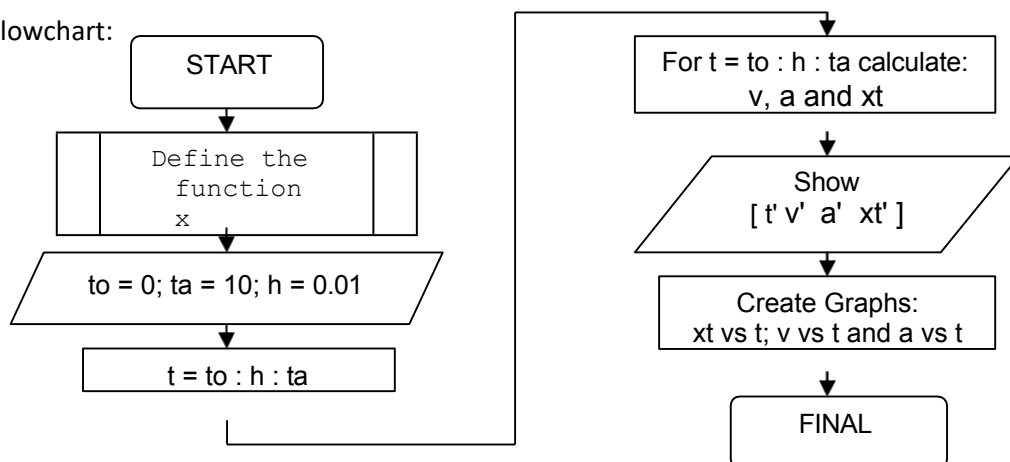 lowchart:
START
Define the
function
x
to = 0; ta = 10; h = 0.01
t = to : h : ta
For t = to : h : ta calculate:
v, a and xt
Show
[ t' v' a' xt' ]
Create Graphs:
xt vs t; v vs t and a vs t
FINAL